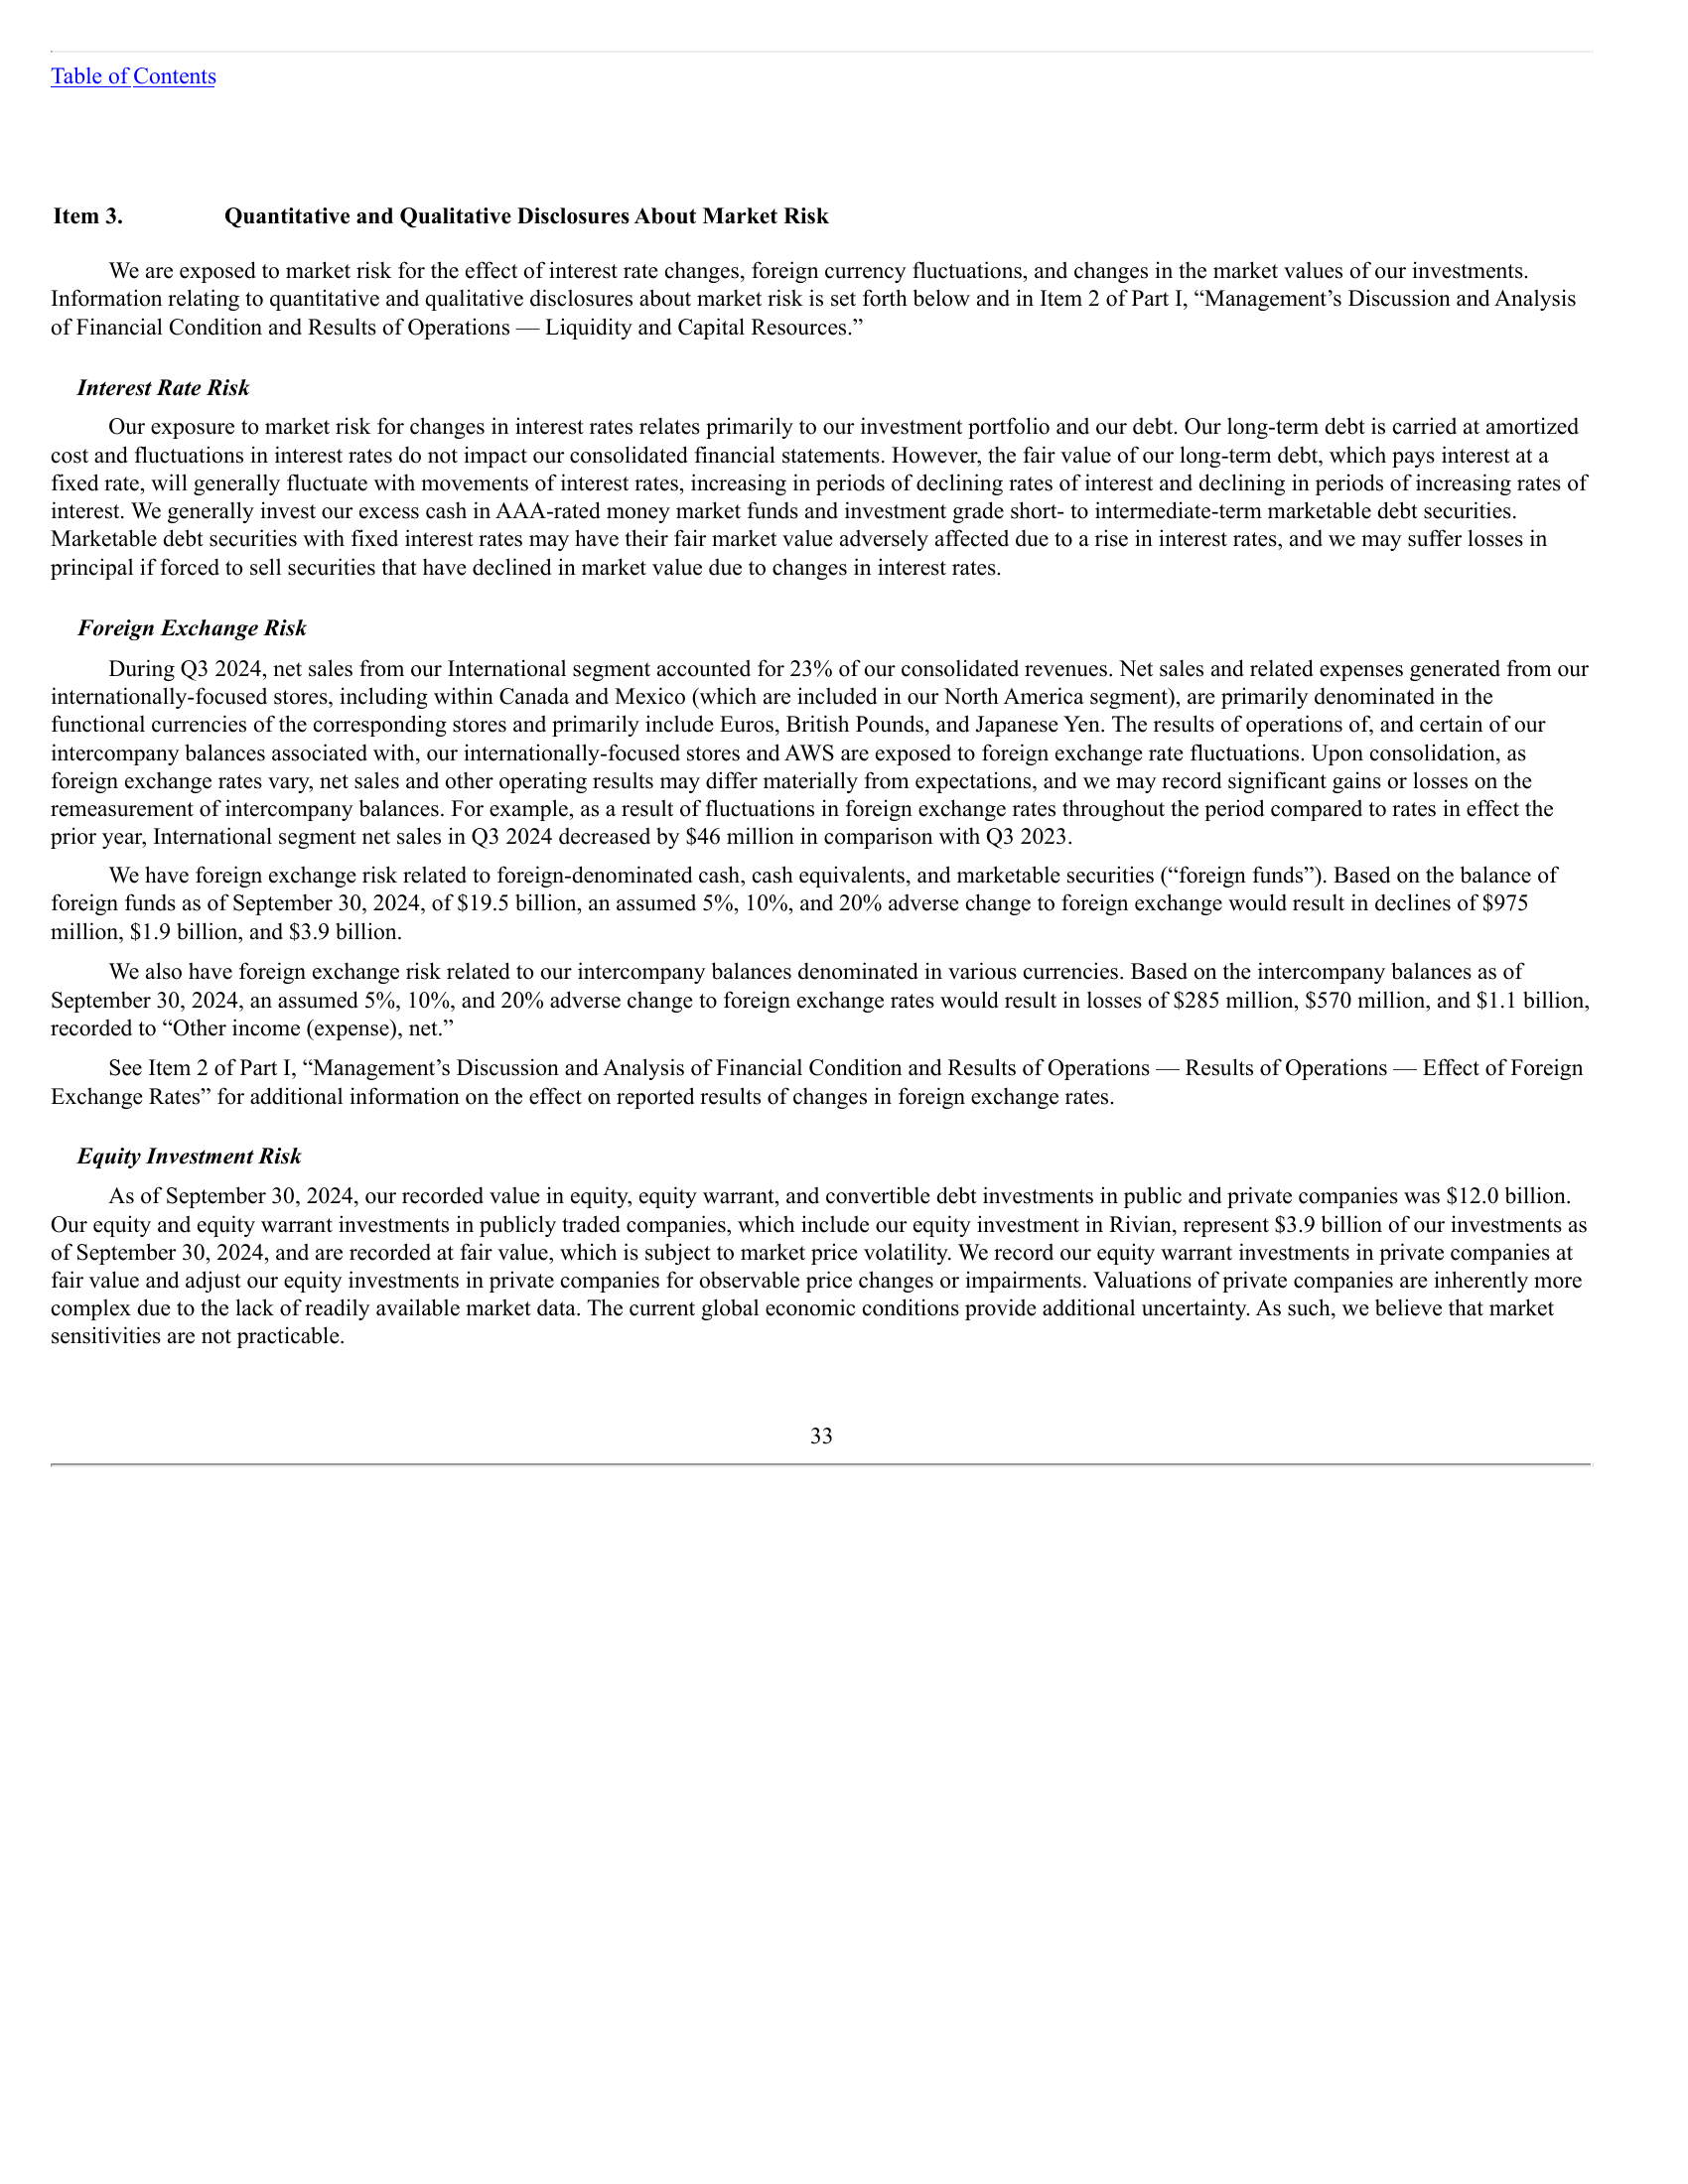 Table of Contents
Item 3. Quantitative and Qualitative Disclosures About Market Risk
We are exposed to market risk for the effect of interest rate changes, foreign currency fluctuations, and changes in the market values of our investments.
Information relating to quantitative and qualitative disclosures about market risk is set forth below and in Item 2 of Part I, “Management’s Discussion and Analysis
of Financial Condition and Results of Operations — Liquidity and Capital Resources.”
Interest Rate Risk
Our exposure to market risk for changes in interest rates relates primarily to our investment portfolio and our debt. Our long-term debt is carried at amortized
cost and fluctuations in interest rates do not impact our consolidated financial statements. However, the fair value of our long-term debt, which pays interest at a
fixed rate, will generally fluctuate with movements of interest rates, increasing in periods of declining rates of interest and declining in periods of increasing rates of
interest. We generally invest our excess cash in AAA-rated money market funds and investment grade short- to intermediate-term marketable debt securities.
Marketable debt securities with fixed interest rates may have their fair market value adversely affected due to a rise in interest rates, and we may suffer losses in
principal if forced to sell securities that have declined in market value due to changes in interest rates.
Foreign Exchange Risk
During Q3 2024, net sales from our International segment accounted for 23% of our consolidated revenues. Net sales and related expenses generated from our
internationally-focused stores, including within Canada and Mexico (which are included in our North America segment), are primarily denominated in the
functional currencies of the corresponding stores and primarily include Euros, British Pounds, and Japanese Yen. The results of operations of, and certain of our
intercompany balances associated with, our internationally-focused stores and AWS are exposed to foreign exchange rate fluctuations. Upon consolidation, as
foreign exchange rates vary, net sales and other operating results may differ materially from expectations, and we may record significant gains or losses on the
remeasurement of intercompany balances. For example, as a result of fluctuations in foreign exchange rates throughout the period compared to rates in effect the
prior year, International segment net sales in Q3 2024 decreased by $46 million in comparison with Q3 2023.
We have foreign exchange risk related to foreign-denominated cash, cash equivalents, and marketable securities (“foreign funds”). Based on the balance of
foreign funds as of September 30, 2024, of $19.5 billion, an assumed 5%, 10%, and 20% adverse change to foreign exchange would result in declines of $975
million, $1.9 billion, and $3.9 billion.
We also have foreign exchange risk related to our intercompany balances denominated in various currencies. Based on the intercompany balances as of
September 30, 2024, an assumed 5%, 10%, and 20% adverse change to foreign exchange rates would result in losses of $285 million, $570 million, and $1.1 billion,
recorded to “Other income (expense), net.”
See Item 2 of Part I, “Management’s Discussion and Analysis of Financial Condition and Results of Operations — Results of Operations — Effect of Foreign
Exchange Rates” for additional information on the effect on reported results of changes in foreign exchange rates.
Equity Investment Risk
As of September 30, 2024, our recorded value in equity, equity warrant, and convertible debt investments in public and private companies was $12.0 billion.
Our equity and equity warrant investments in publicly traded companies, which include our equity investment in Rivian, represent $3.9 billion of our investments as
of September 30, 2024, and are recorded at fair value, which is subject to market price volatility. We record our equity warrant investments in private companies at
fair value and adjust our equity investments in private companies for observable price changes or impairments. Valuations of private companies are inherently more
complex due to the lack of readily available market data. The current global economic conditions provide additional uncertainty. As such, we believe that market
sensitivities are not practicable.
33